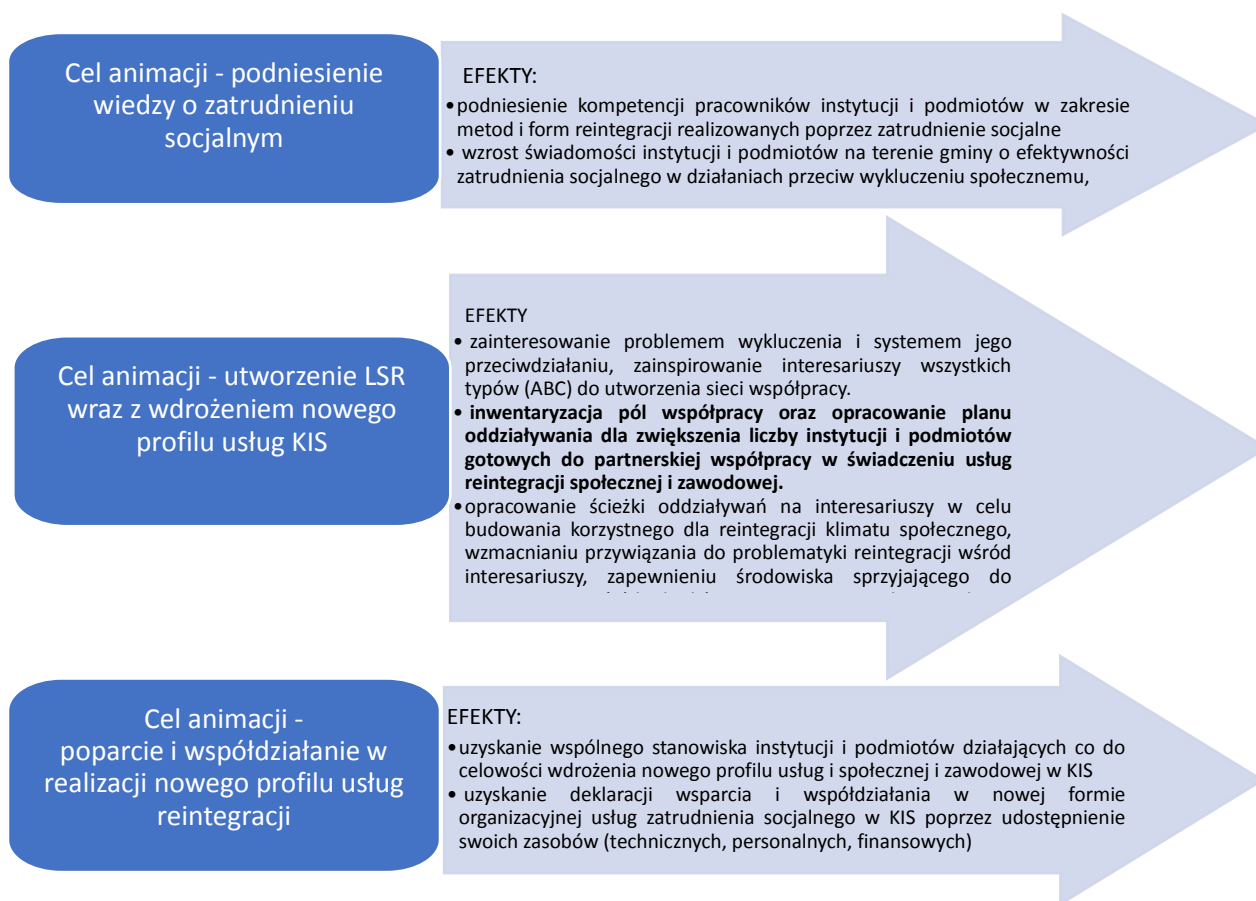 Cel animacji - podniesienie
wiedzy o zatrudnieniu
socjalnym
EFEKTY:
•podniesienie kompetencji pracowników instytucji i podmiotów w zakresie
metod i form reintegracji realizowanych poprzez zatrudnienie socjalne
• wzrost świadomości instytucji i podmiotów na terenie gminy o efektywności
zatrudnienia socjalnego w działaniach przeciw wykluczeniu społecznemu,
Cel animacji - utworzenie LSR
wraz z wdrożeniem nowego
profilu usług KIS
EFEKTY
• zainteresowanie problemem wykluczenia i systemem jego
przeciwdziałaniu, zainspirowanie interesariuszy wszystkich
typów (ABC) do utworzenia sieci współpracy.
• inwentaryzacja pól współpracy oraz opracowanie planu
oddziaływania dla zwiększenia liczby instytucji i podmiotów
gotowych do partnerskiej współpracy w świadczeniu usług
reintegracji społecznej i zawodowej.
•opracowanie ścieżki oddziaływań na interesariuszy w celu
budowania korzystnego dla reintegracji klimatu społecznego,
wzmacnianiu przywiązania do problematyki reintegracji wśród
interesariuszy, zapewnieniu środowiska sprzyjającego do
Cel animacji -
poparcie i współdziałanie w
realizacji nowego profilu usług
reintegracji
EFEKTY:
•uzyskanie wspólnego stanowiska instytucji i podmiotów działających co do
celowości wdrożenia nowego profilu usług i społecznej i zawodowej w KIS
• uzyskanie deklaracji wsparcia i współdziałania w nowej formie
organizacyjnej usług zatrudnienia socjalnego w KIS poprzez udostępnienie
swoich zasobów (technicznych, personalnych, finansowych)